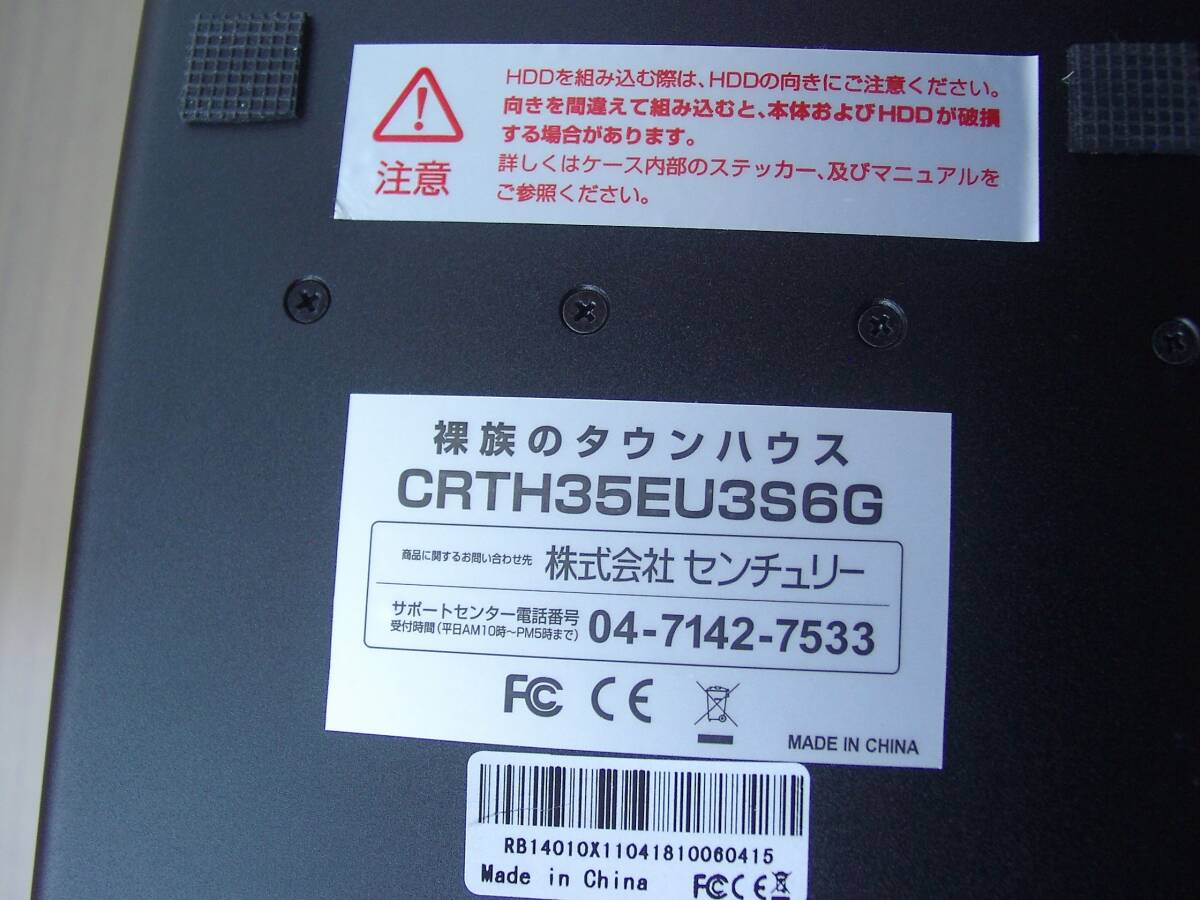 HDDを組み込む際は、HDDの向きにご注意ください。
向きを間違えて組み込むと、本体およびHDDが破損
する場合があります。
詳しくはケース内部のステッカー、及びマニュアルを
ご参照ください。
注意
裸族のタウンハウス
CRTH35EU3S6G
商品に関するお問い合わせ先 株式会社 センチュリー
サポートセンター電話番号
受付時間(平日AM10時〜PM5時まで)
04-7142-7533
FC CE
MADE IN CHINA
RB14010X11041810060415
Made in China FC CE